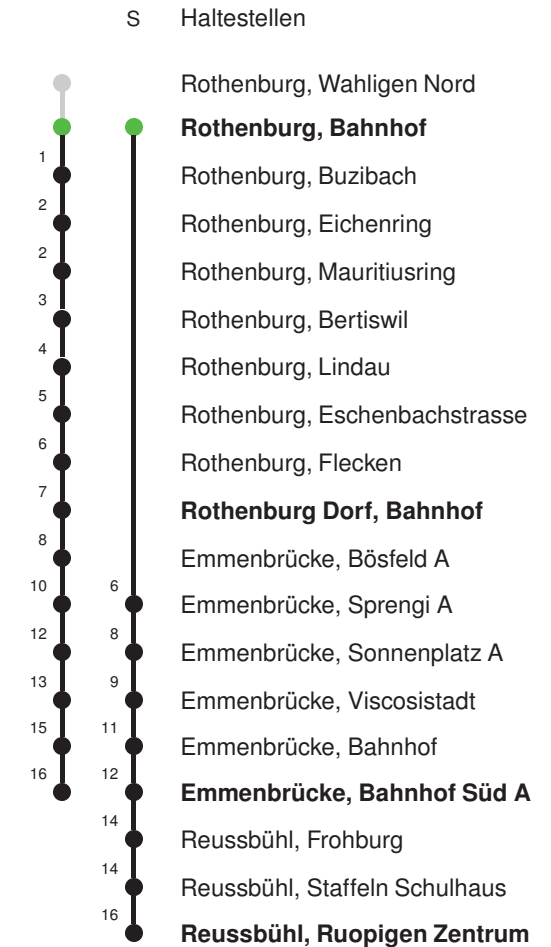 S Haltestellen
Rothenburg, Wahligen Nord
Rothenburg, Bahnhof
1 Rothenburg, Buzibach
2 Rothenburg, Eichenring
2 Rothenburg, Mauritiusring
3 Rothenburg, Bertiswil
4 Rothenburg, Lindau
5 Rothenburg, Eschenbachstrasse
6 Rothenburg, Flecken
7 Rothenburg Dorf, Bahnhof
8 Emmenbrücke, Bösfeld A
10 6 Emmenbrücke, Sprengi A
12 8 Emmenbrücke, Sonnenplatz A
13 9 Emmenbrücke, Viscosistadt
15 11 Emmenbrücke, Bahnhof
16 12 Emmenbrücke, Bahnhof Süd A
14 Reussbühl, Frohburg
14 Reussbühl, Staffeln Schulhaus
16 Reussbühl, Ruopigen Zentrum